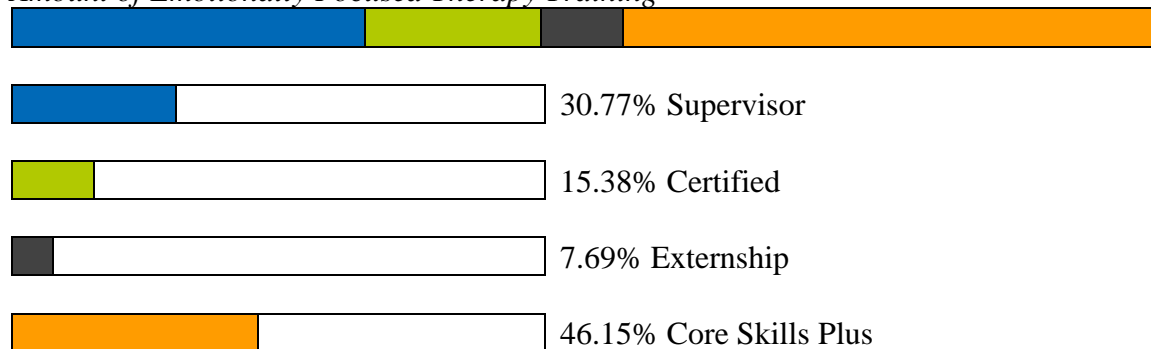 Amount of Emotionally Focused Therapy Training
30.77% Supervisor
15.38% Certified
7.69% Externship
46.15% Core Skills Plus